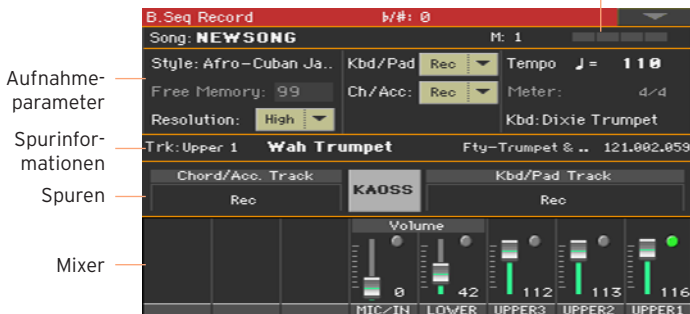 B.Seq Record ♭/#: 0
Song: NEWSONG M: 1
Style: Afro-Cuban Ja.. Kbd/Pad Rec Tempo ♩= 110
Free Memory: 99 Ch/Acc: Rec Meter: 4/4
Resolution: High Kbd: Dixie Trumpet
Aufnahme-
parameter
Trk: Upper 1 Wah Trumpet Fty-Trumpet & .. 121.002.059
Spurinfor-
mationen
Chord/Acc. Track KAOSS Kbd/Pad Track
Rec Rec
Spuren
Volume
Mixer
0 42 112 113 116
MIC/IN LOWER UPPER3 UPPER2 UPPER1